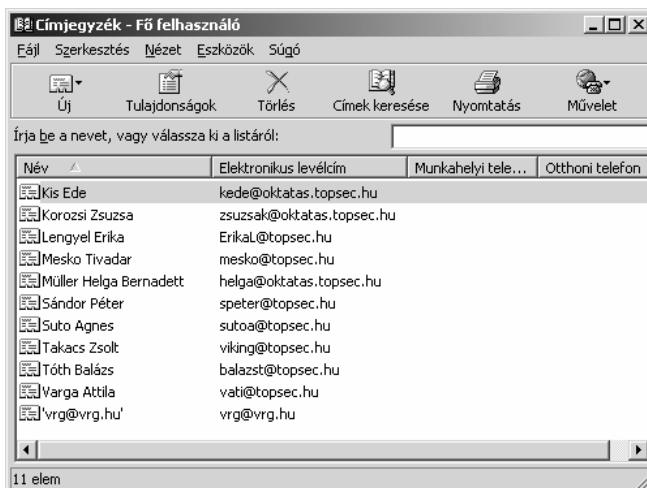 Címjegyzék - Fő felhasználó
Fájl Szerkesztés Nézet Eszközök Súgó
Új Tulajdonságok Törlés Címek keresése Nyomtatás Művelet
Írja be a nevet, vagy válassza ki a listáról:
Név Elektronikus levélcím Munkahelyi tele... Otthoni telefon
Kis Ede kede@oktatas.topsec.hu
Korozsi Zsuzsa zsuzsak@oktatas.topsec.hu
Lengyel Erika ErikaL@topsec.hu
Mesko Tivadar mesko@topsec.hu
Müller Helga Bernadett helga@oktatas.topsec.hu
Sándor Péter speter@topsec.hu
Suto Agnes sutoa@topsec.hu
Takacs Zsolt viking@topsec.hu
Tóth Balázs balazst@topsec.hu
Varga Attila vati@topsec.hu
'vrg@vrg.hu' vrg@vrg.hu
11 elem